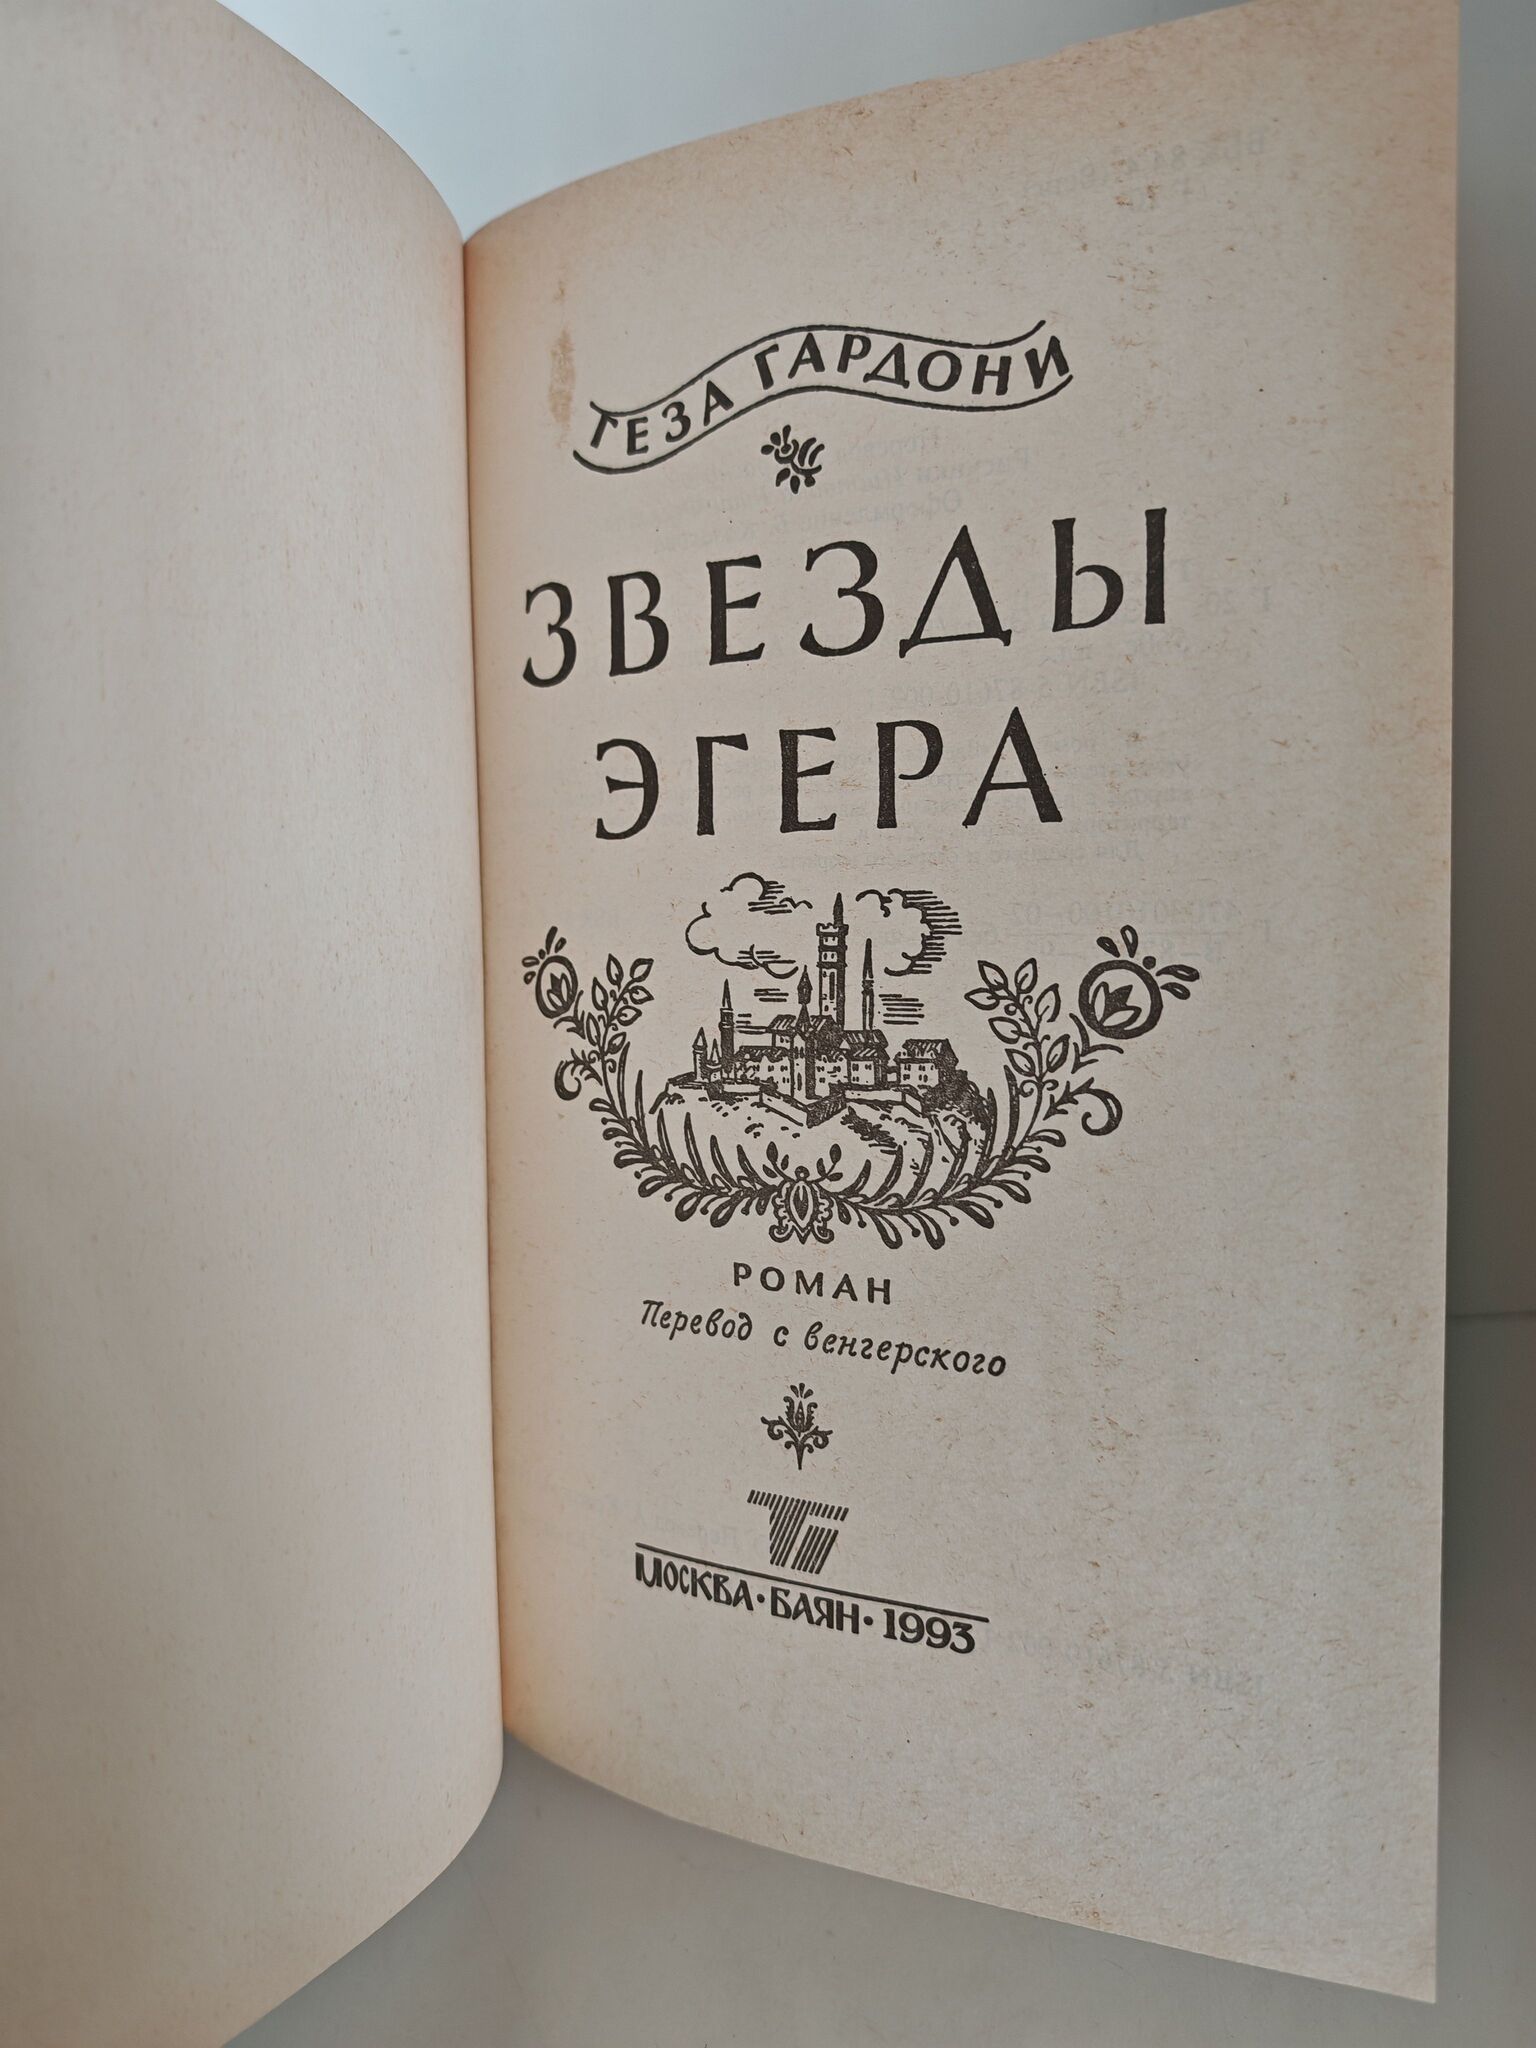 ГЕЗА ГАРДОНИ
ЗВЕЗДЫ
ЭГЕРА
РОМАН
Перевод с венгерского
МОСКВА·БАЯН·1993